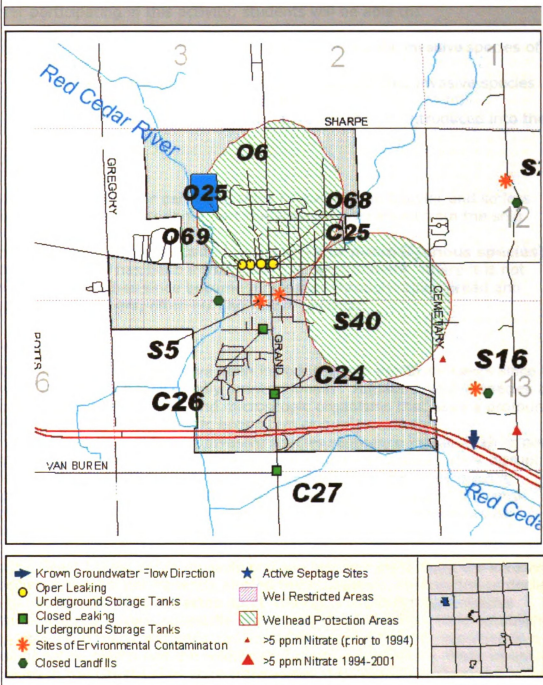 3 2 1
Red Cedar River
SHARPE
O6
GREGORY
O25
O68
12
O69
C25
CEMETARY
S40
S5
POTTS
GRAND
S16
6
C24
13
C26
VAN BUREN
C27
Red Ceda
Known Groundwater Flow Direction
Open Leaking
Underground Storage Tanks
Closed Leaking
Underground Storage Tanks
Sites of Environmental Contamination
Closed Landfills
Active Septage Sites
Well Restricted Areas
Wellhead Protection Areas
>5 ppm Nitrate (prior to 1994)
>5 ppm Nitrate 1994-2001